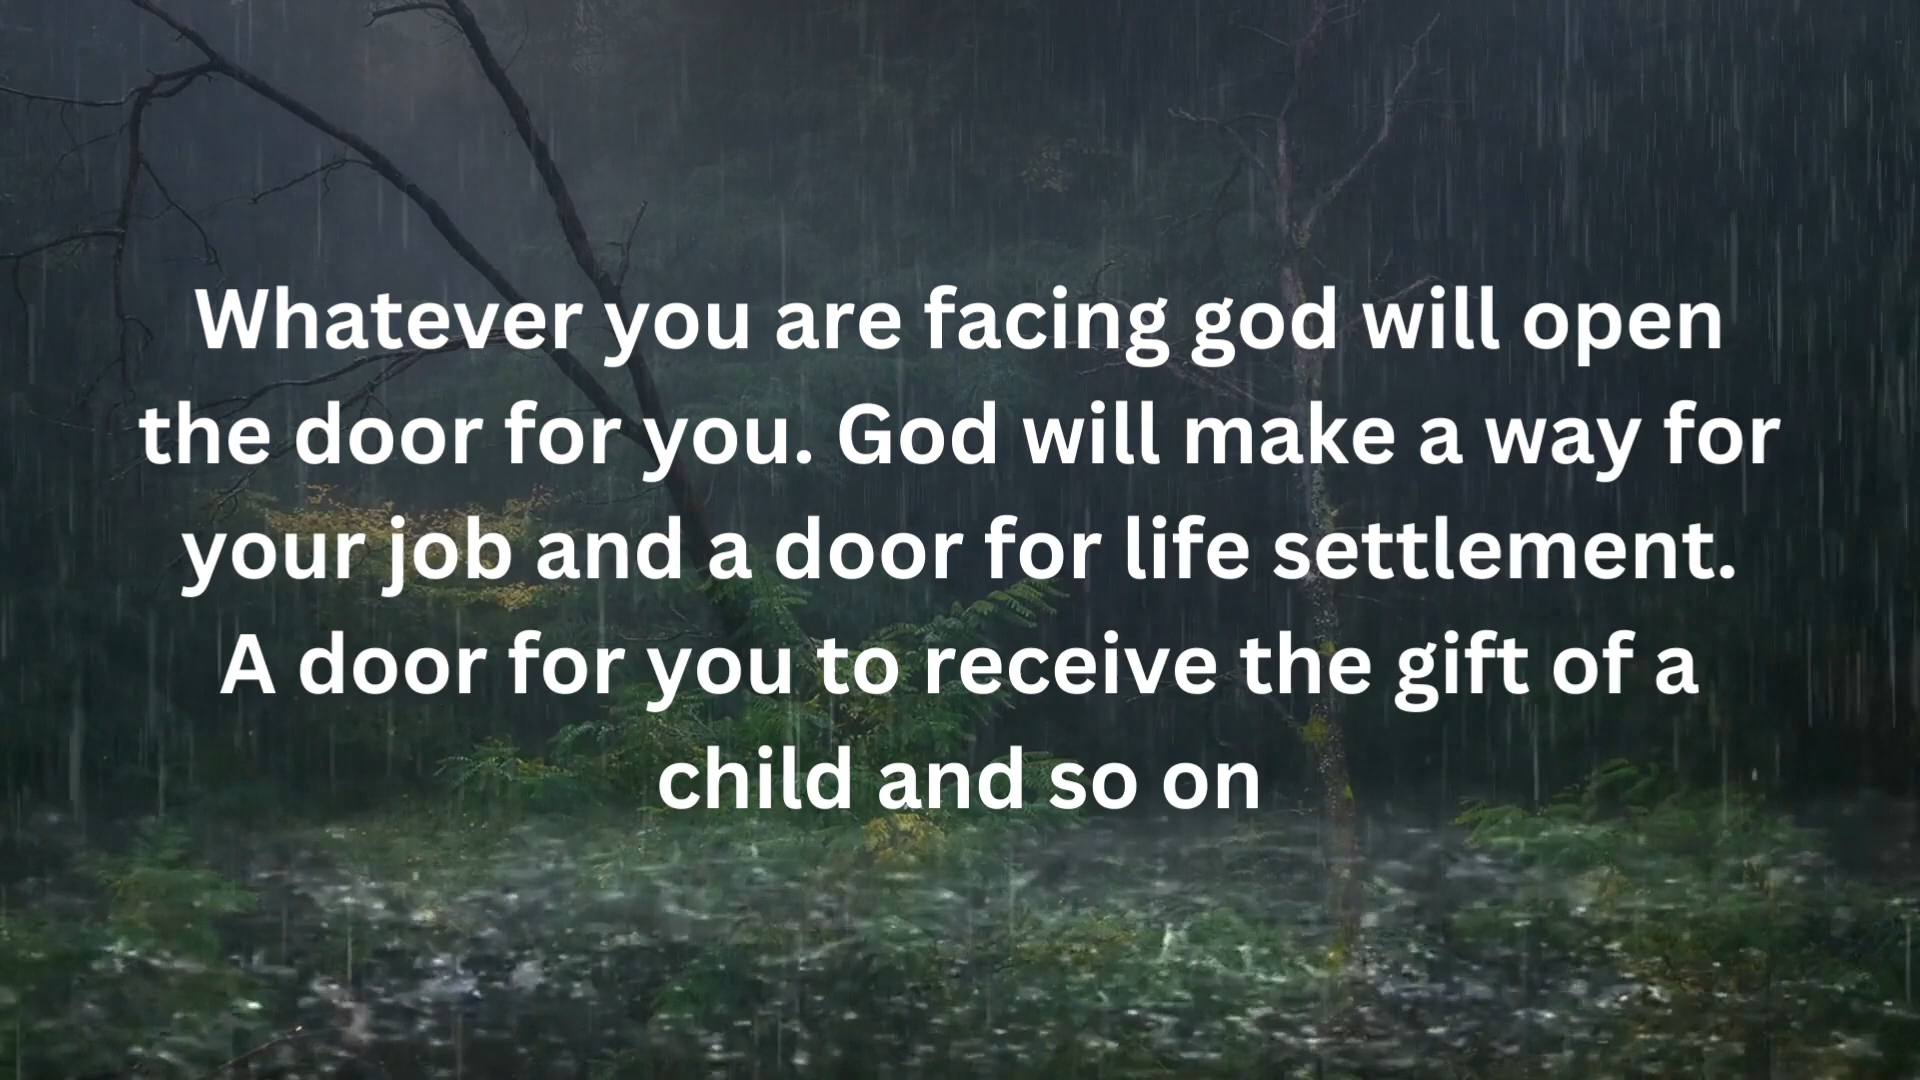 Whatever you are facing god will open
the door for you. God will make a way for
your job and a door for life settlement.
A door for you to receive the gift of a
child and so on